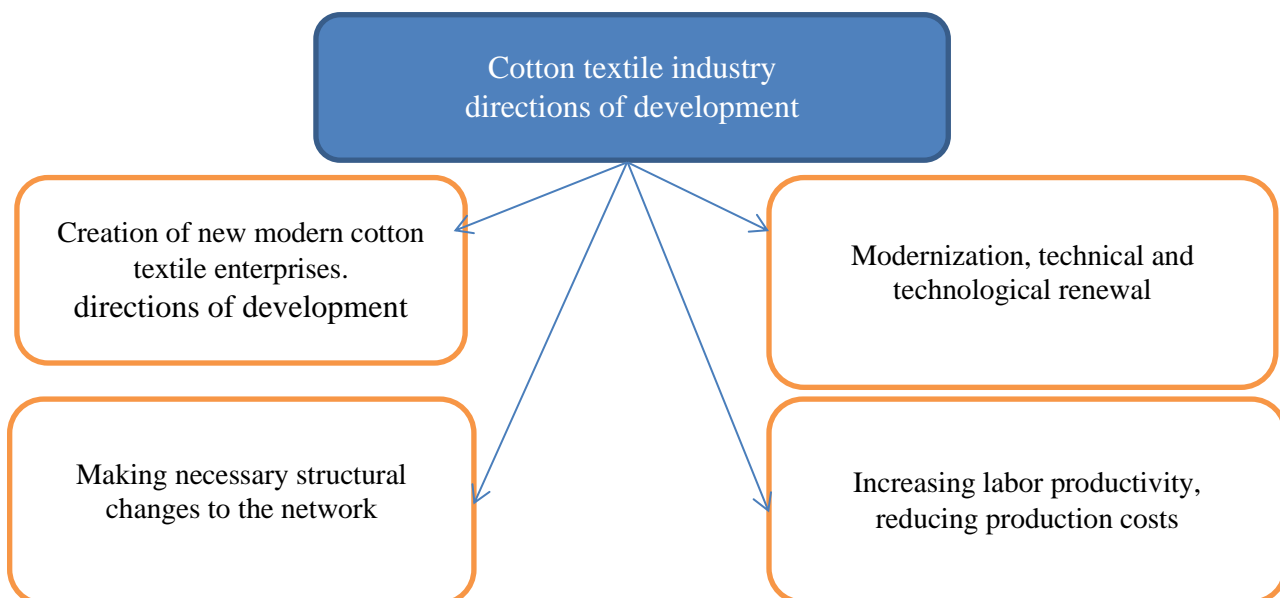 Cotton textile industry
directions of development
Creation of new modern cotton
textile enterprises.
directions of development
Modernization, technical and
technological renewal
Making necessary structural
changes to the network
Increasing labor productivity,
reducing production costs